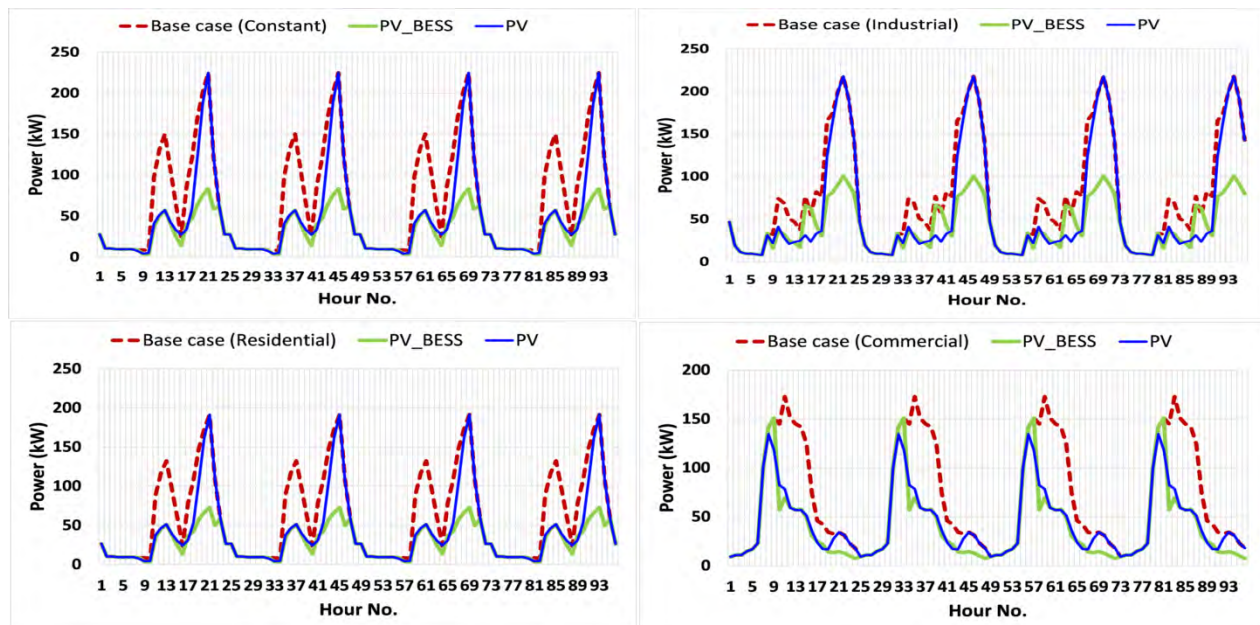 Base case (Constant) PV_BESS PV
250
200
150
100
50
0
Power (kW)
1 5 9 13 17 21 25 29 33 37 41 45 49 53 57 61 65 69 73 77 81 85 89 93
Hour No.
Base case (Industrial) PV_BESS PV
250
200
150
100
50
0
Power (kW)
1 5 9 13 17 21 25 29 33 37 41 45 49 53 57 61 65 69 73 77 81 85 89 93
Hour No.
Base case (Residential) PV_BESS PV
250
200
150
100
50
0
Power (kW)
1 5 9 13 17 21 25 29 33 37 41 45 49 53 57 61 65 69 73 77 81 85 89 93
Hour No.
Base case (Commercial) PV_BESS PV
200
150
100
50
0
Power (kW)
1 5 9 13 17 21 25 29 33 37 41 45 49 53 57 61 65 69 73 77 81 85 89 93
Hour No.